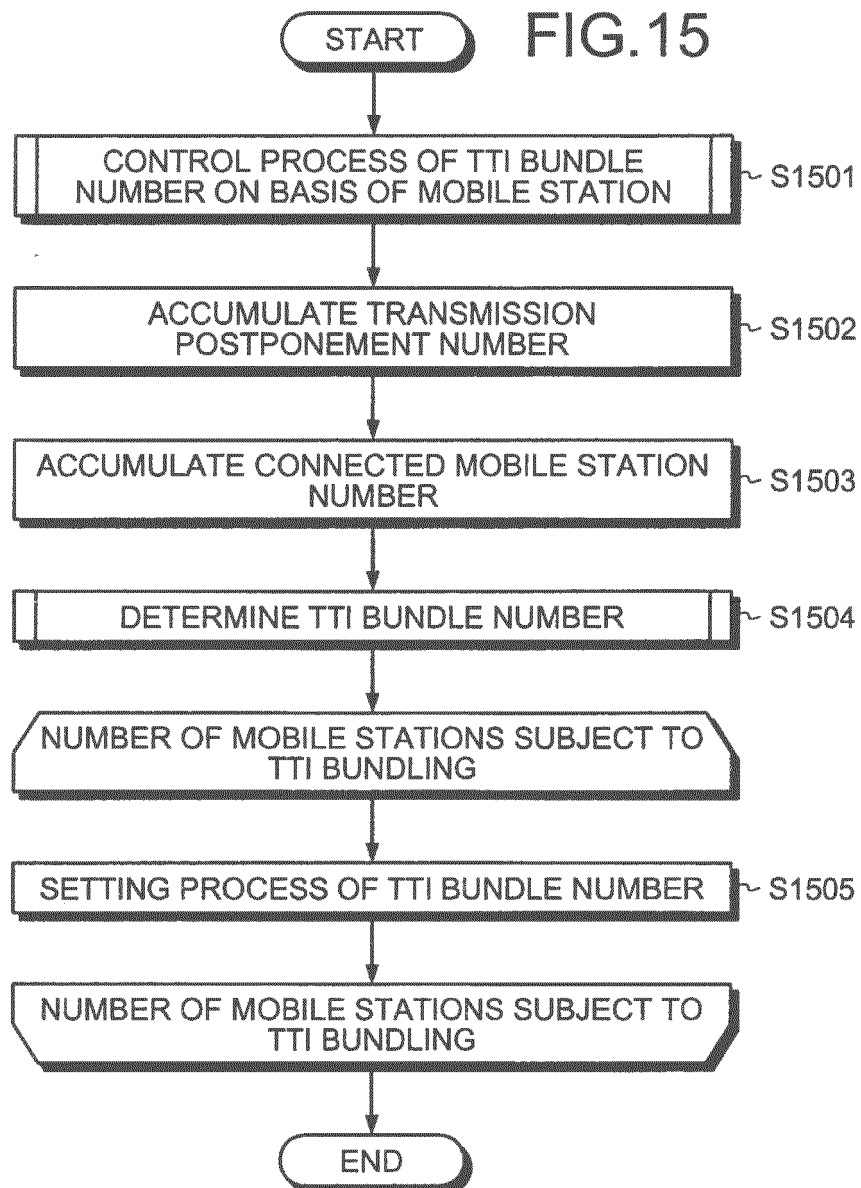 START
FIG.15
CONTROL PROCESS OF TTI BUNDLE
NUMBER ON BASIS OF MOBILE STATION
S1501
ACCUMULATE TRANSMISSION
POSTPONEMENT NUMBER
S1502
ACCUMULATE CONNECTED MOBILE STATION
NUMBER
S1503
DETERMINE TTI BUNDLE NUMBER
S1504
NUMBER OF MOBILE STATIONS SUBJECT TO
TTI BUNDLING
SETTING PROCESS OF TTI BUNDLE NUMBER
S1505
NUMBER OF MOBILE STATIONS SUBJECT TO
TTI BUNDLING
END